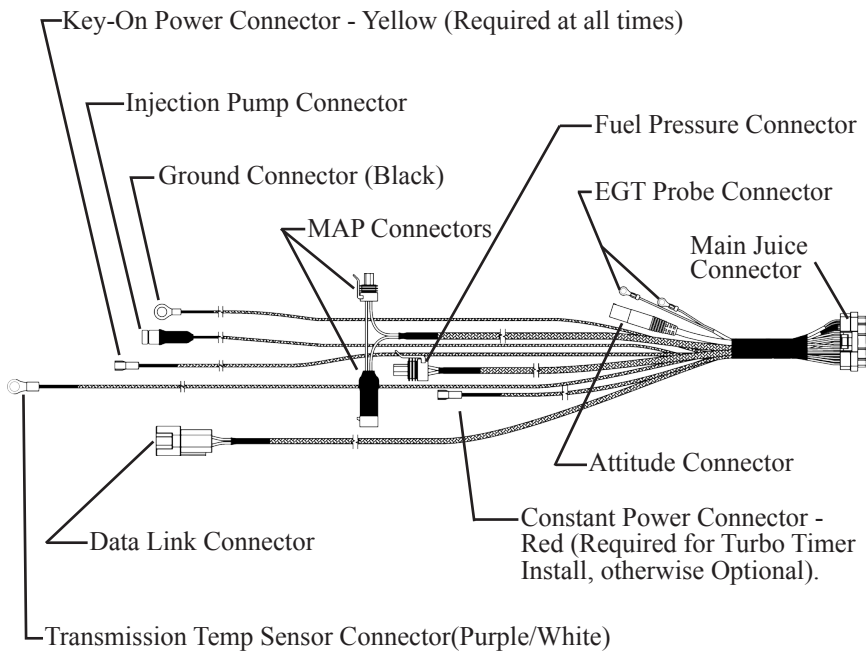 Key-On Power Connector - Yellow (Required at all times)
Injection Pump Connector
Fuel Pressure Connector
Ground Connector (Black)
EGT Probe Connector
MAP Connectors
Main Juice
Connector
Attitude Connector
Constant Power Connector -
Red (Required for Turbo Timer
Install, otherwise Optional).
Data Link Connector
Transmission Temp Sensor Connector(Purple/White)